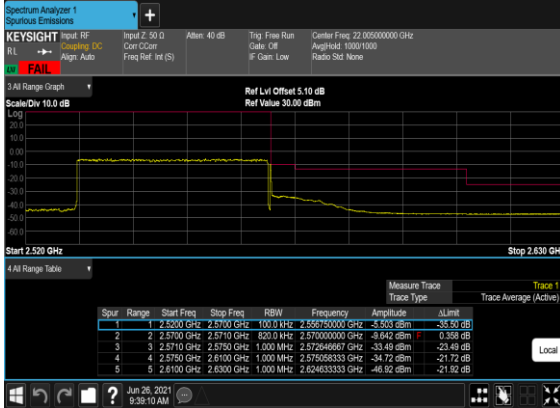 Spectrum Analyzer 1
Spurious Emissions
+
KEYSIGHT
RL
LXI
FAIL
Input: RF
Coupling: DC
Align: Auto
Input Z: 50 Ω
Corr CCorr
Freq Ref: Int (S)
Atten: 40 dB
Trig: Free Run
Gate: Off
IF Gain: Low
Center Freq: 22.005000000 GHz
Avg|Hold: 1000/1000
Radio Std: None
3 All Range Graph
Scale/Div 10.0 dB
Ref Lvl Offset 5.10 dB
Ref Value 30.00 dBm
Log
20.0
10.0
0.00
-10.0
-20.0
-30.0
-40.0
-50.0
-60.0
Start 2.520 GHz
Stop 2.630 GH
4 All Range Table
Measure Trace Trace 1
Trace Type Trace Average (Active)
Spur Range Start Freq Stop Freq RBW Frequency Amplitude ΔLimit
1 1 2.5200 GHz 2.5700 GHz 100.0 kHz 2.556750000 GHz -5.503 dBm -35.50 dB
2 2 2.5700 GHz 2.5710 GHz 820.0 kHz 2.570000000 GHz -9.642 dBm F 0.358 dB
3 3 2.5710 GHz 2.5750 GHz 1.000 MHz 2.572646667 GHz -33.49 dBm -23.49 dB
4 4 2.5750 GHz 2.6100 GHz 1.000 MHz 2.575058333 GHz -34.72 dBm -21.72 dB
5 5 2.6100 GHz 2.6300 GHz 1.000 MHz 2.624633333 GHz -46.92 dBm -21.92 dB
Local
?
Jun 26, 2021
9:39:10 AM